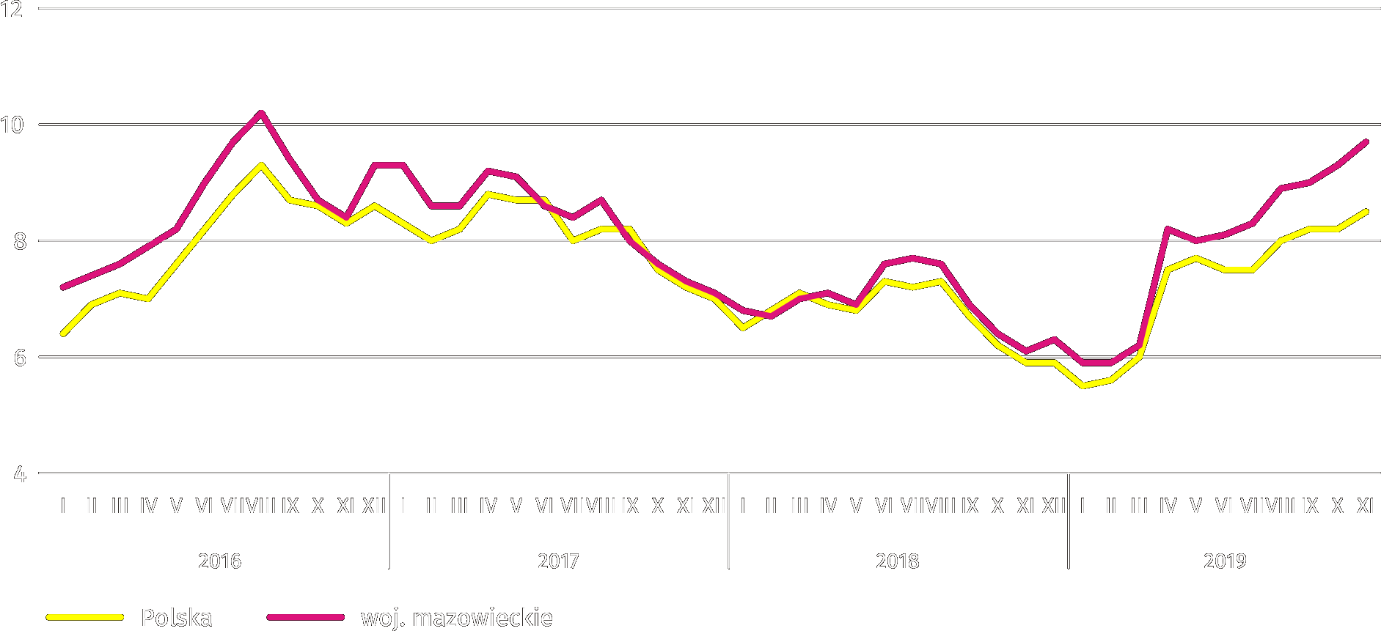 12
10
8
6
4
I II III IV V VI VII VIII IX X XI XII I II III IV V VI VII VIII IX X XI XII I II III IV V VI VII VIII IX X XI XII I II III IV V VI VII VIII IX X XI
2016 2017 2018 2019
Polska woj. mazowieckie